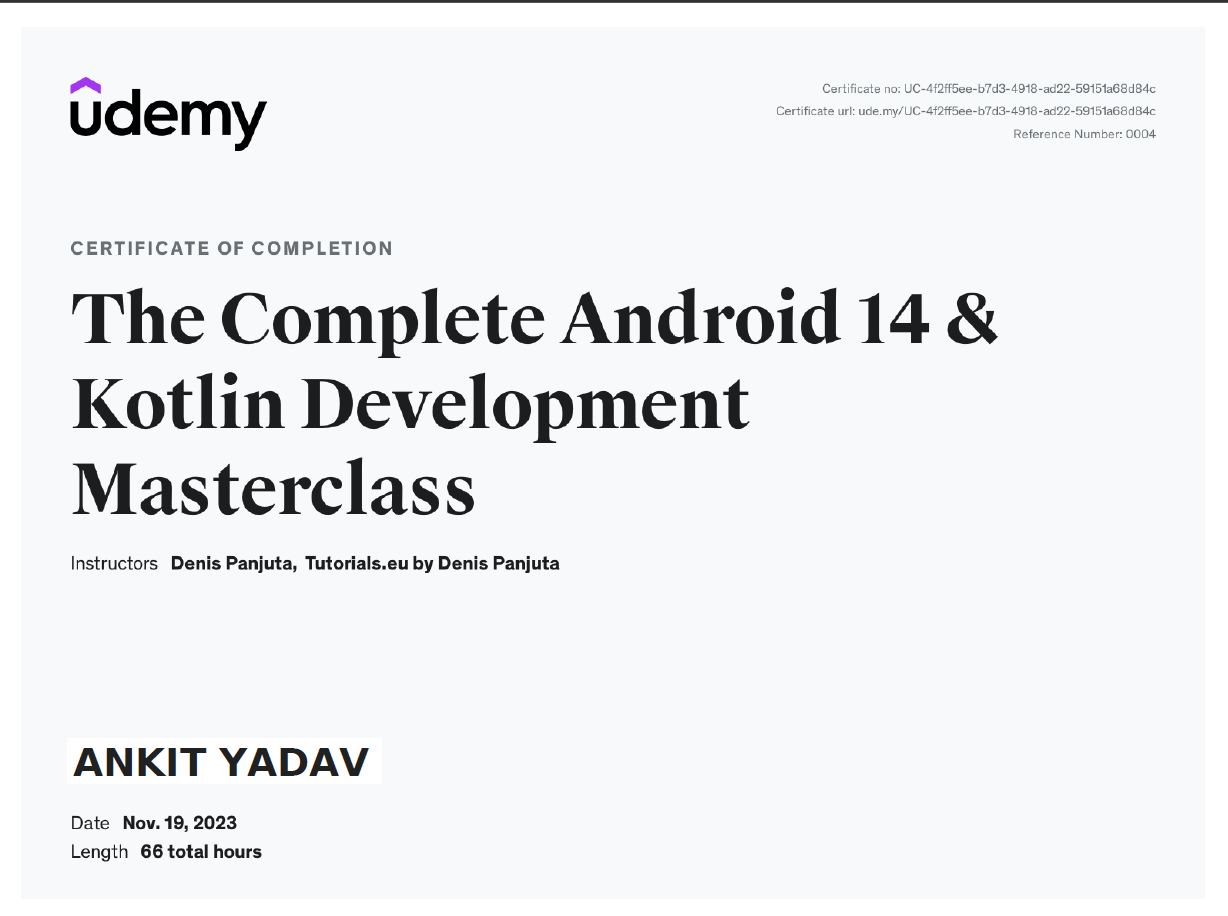 udemy
Certificate no: UC-4f2ff5ee-b7d3-4918-ad22-59151a68d84c
Certificate url: ude.my/UC-4f2ff5ee-b7d3-4918-ad22-59151a68d84c
Reference Number: 0004
CERTIFICATE OF COMPLETION
The Complete Android 14 &
Kotlin Development
Masterclass
Instructors Denis Panjuta, Tutorials.eu by Denis Panjuta
ANKIT YADAV
Date Nov. 19, 2023
Length 66 total hours